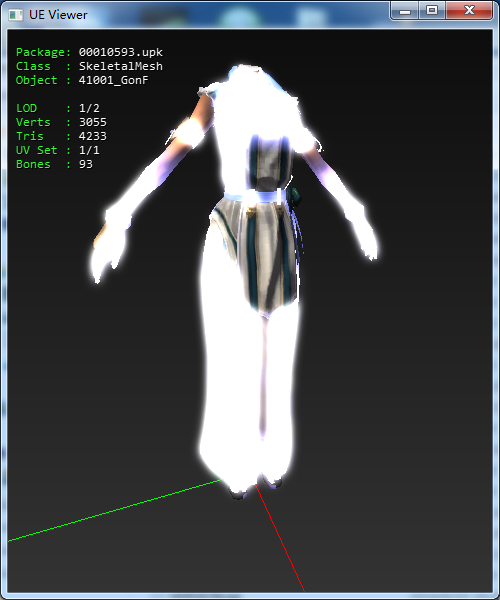 UE Viewer
Package: 00010593.upk
Class : SkeletalMesh
Object : 41001_GonF
LOD : 1/2
Verts : 3055
Tris : 4233
UV Set : 1/1
Bones : 93